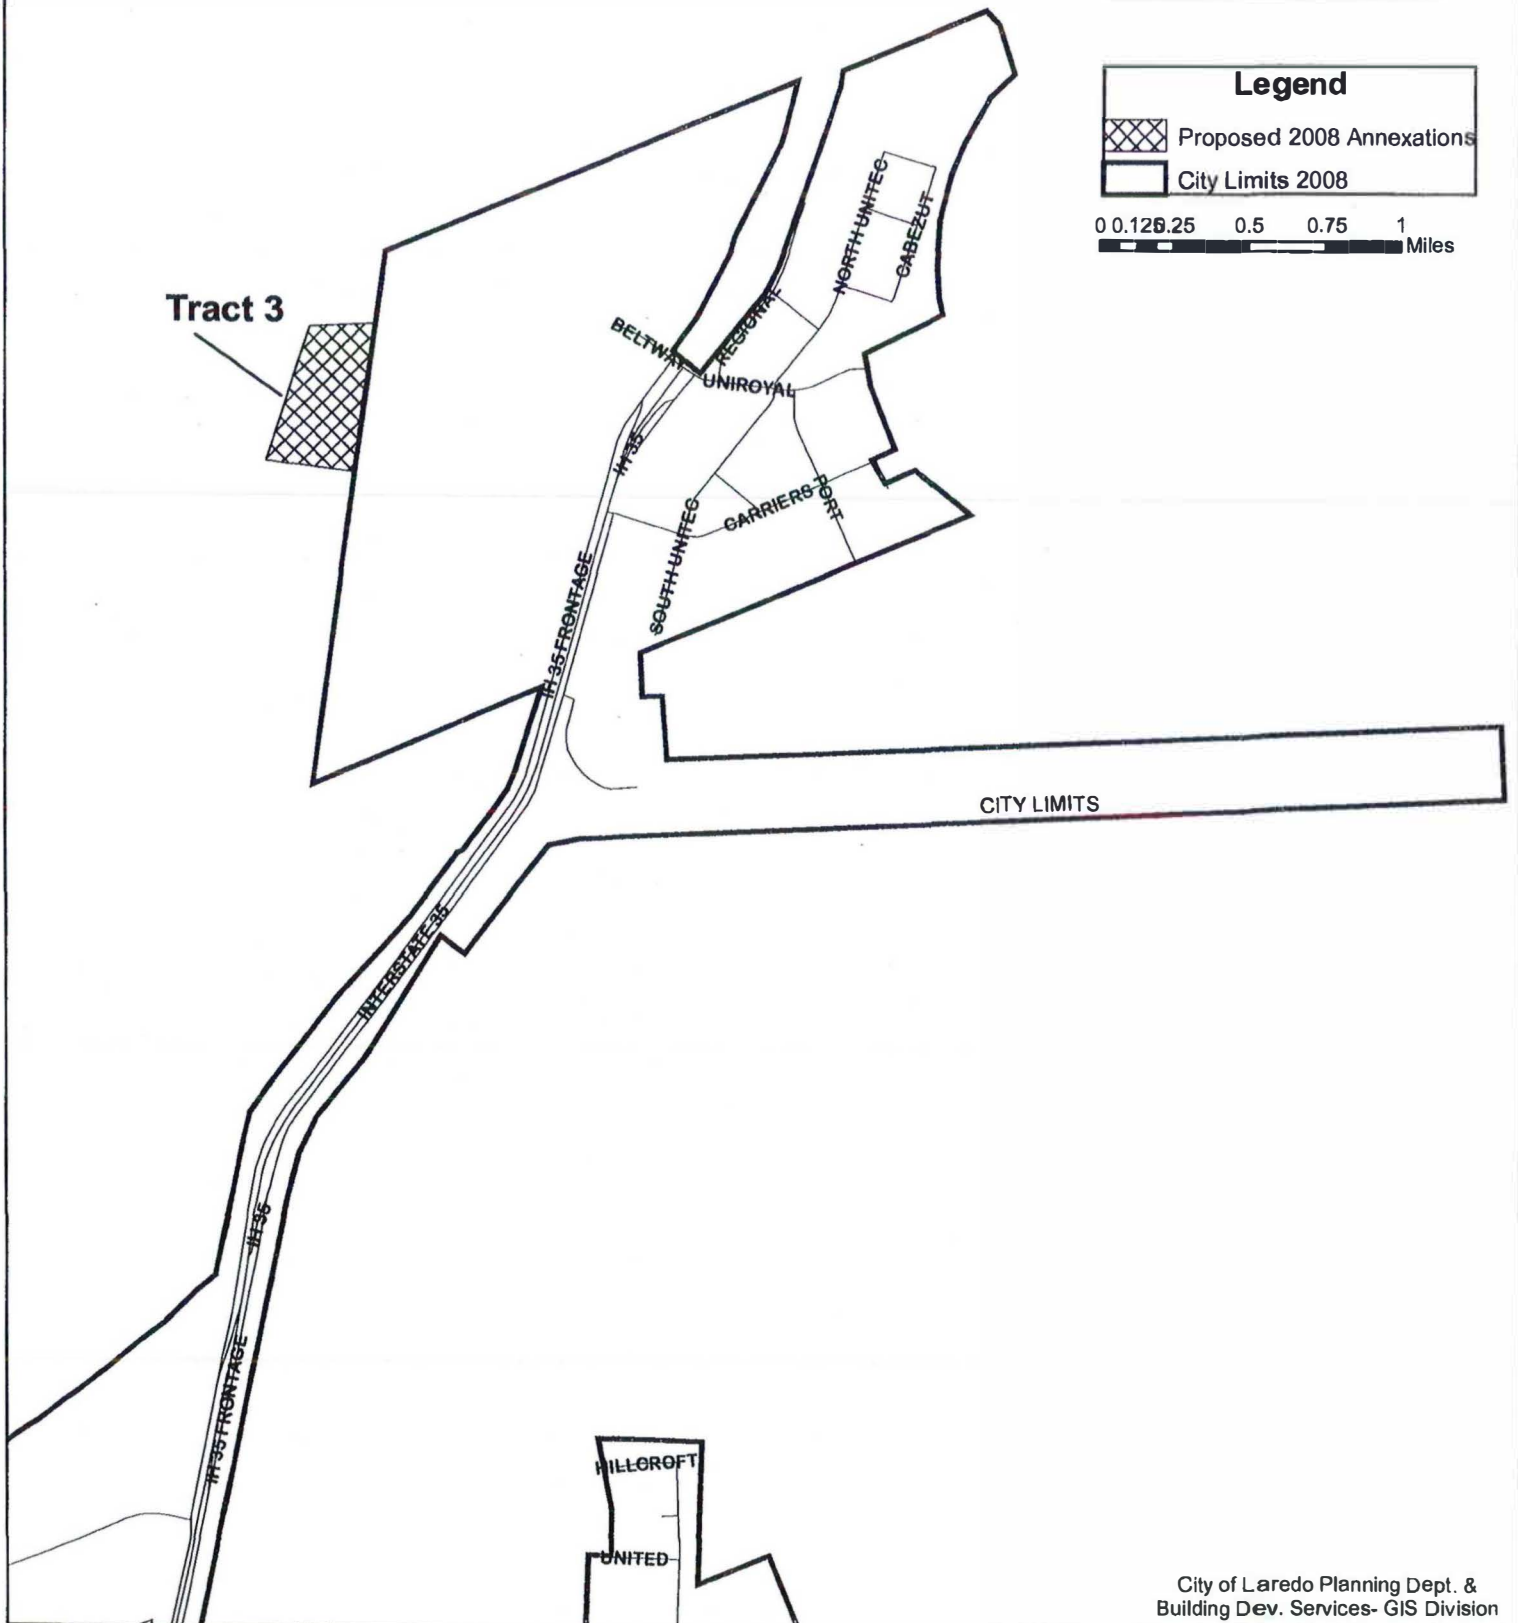 Legend
Proposed 2008 Annexations
City Limits 2008
0 0.125 0.25 0.5 0.75 1
Miles
Tract 3
NORTH UNITEC
CABEZUT
BELTWAY
REGIONAL
UNIROYAL
IH 35
CARRIERS
PORT
SOUTH UNITEC
IH 35 FRONTAGE
CITY LIMITS
INTERSTATE 35
IH 35
IH 35 FRONTAGE
HILLCROFT
UNITED
City of Laredo Planning Dept. &
Building Dev. Services- GIS Division